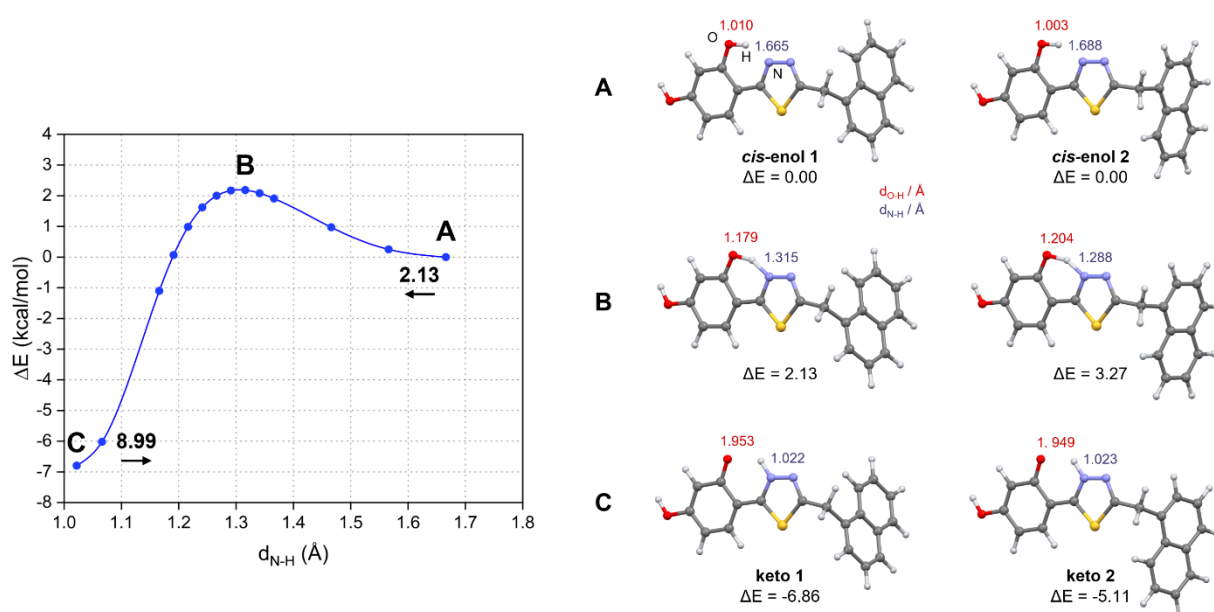 4
3
2
1
0
-1
-2
-3
-4
-5
-6
-7
-8
ΔE (kcal/mol)
B
A
2.13
C
8.99
1.0 1.1 1.2 1.3 1.4 1.5 1.6 1.7 1.8
d N-H (Å)
A
1.010
O
H
1.665
N
cis-enol 1
ΔE = 0.00
1.003
1.688
cis-enol 2
ΔE = 0.00
d O-H / Å
d N-H / Å
B
1.179
1.315
ΔE = 2.13
1.204
1.288
ΔE = 3.27
C
1.953
1.022
keto 1
ΔE = -6.86
1. 949
1.023
keto 2
ΔE = -5.11